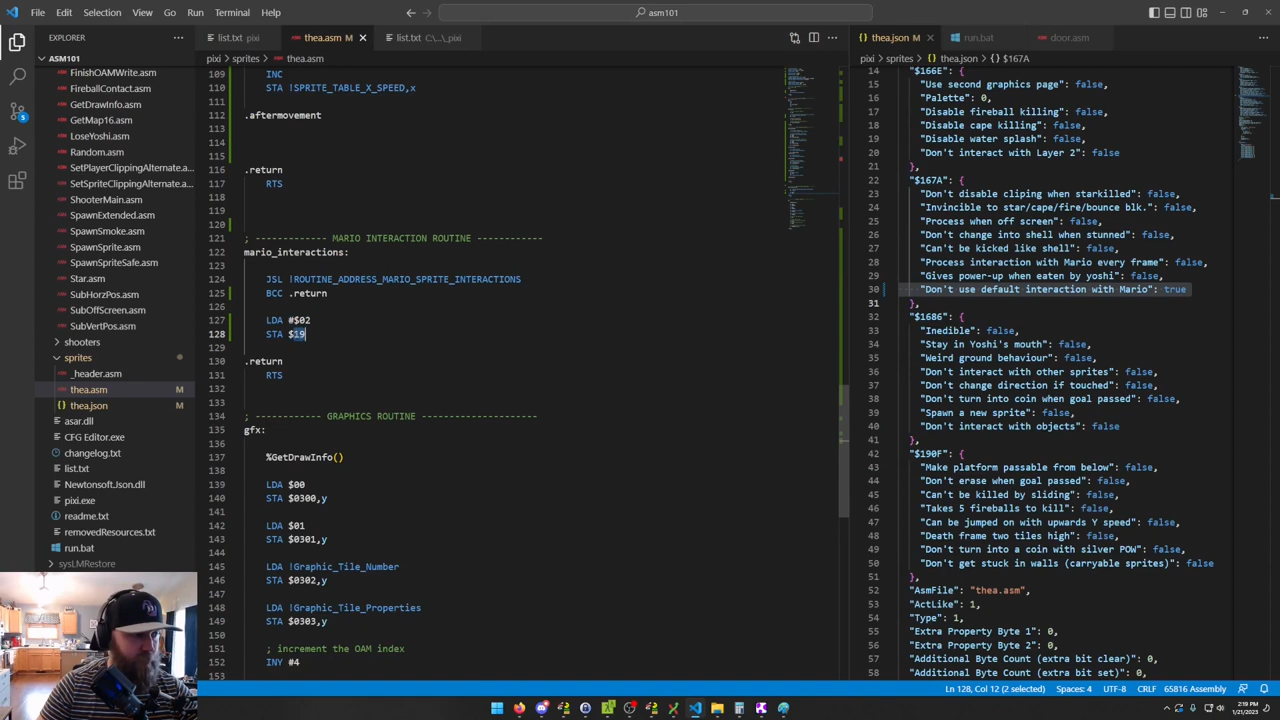 File Edit Selection View Go Run Terminal Help
asm101
EXPLORER
list.txt pixi
thea.asm M
list.txt C:\...\_pixi
thea.json M
run.bat
door.asm
ASM101
pixi > sprites > thea.asm
pixi > sprites > thea.json > $167A
FinishOAMWrite.asm
FireballContact.asm
GetDrawInfo.asm
GetMap16.asm
LoseYoshi.asm
Random.asm
SetPlayerClippingAlternate.a...
SetSpriteClippingAlternate.a...
ShooterMain.asm
SpawnExtended.asm
SpawnSmoke.asm
SpawnSprite.asm
SpawnSpriteSafe.asm
Star.asm
SubHorzPos.asm
SubOffScreen.asm
SubVertPos.asm
shooters
sprites
_header.asm
thea.asm M
thea.json M
asar.dll
CFG Editor.exe
changelog.txt
list.txt
Newtonsoft.Json.dll
pixi.exe
readme.txt
removedResources.txt
run.bat
sysLMRestore
109 INC
110 STA !SPRITE_TABLE_X_SPEED,x
111
112 .aftermovement
113
114
115
116 .return
117 RTS
118
119
120
121 ; ------------ MARIO INTERACTION ROUTINE ------------
122 mario_interactions:
123
124 JSL !ROUTINE_ADDRESS_MARIO_SPRITE_INTERACTIONS
125 BCC .return
126
127 LDA #$02
128 STA $19
129
130 .return
131 RTS
132
133
134 ; ------------ GRAPHICS ROUTINE ---------------------
135 gfx:
136
137 %GetDrawInfo()
138
139 LDA $00
140 STA $0300,y
141
142 LDA $01
143 STA $0301,y
144
145 LDA !Graphic_Tile_Number
146 STA $0302,y
147
148 LDA !Graphic_Tile_Properties
149 STA $0303,y
150
151 ; increment the OAM index
152 INY #4
153
14 "$166E": {
15 "Use second graphics page": false,
16 "Palette": 0,
17 "Disable fireball killing": false,
18 "Disable cape killing": false,
19 "Disable water splash": false,
20 "Don't interact with Layer 2": false
21 },
22 "$167A": {
23 "Don't disable cliping when starkilled": false,
24 "Invincible to star/cape/fire/bounce blk.": false,
25 "Process when off screen": false,
26 "Don't change into shell when stunned": false,
27 "Can't be kicked like shell": false,
28 "Process interaction with Mario every frame": false,
29 "Gives power-up when eaten by yoshi": false,
30 "Don't use default interaction with Mario": true
31 },
32 "$1686": {
33 "Inedible": false,
34 "Stay in Yoshi's mouth": false,
35 "Weird ground behaviour": false,
36 "Don't interact with other sprites": false,
37 "Don't change direction if touched": false,
38 "Don't turn into coin when goal passed": false,
39 "Spawn a new sprite": false,
40 "Don't interact with objects": false
41 },
42 "$190F": {
43 "Make platform passable from below": false,
44 "Don't erase when goal passed": false,
45 "Can't be killed by sliding": false,
46 "Takes 5 fireballs to kill": false,
47 "Can be jumped on with upwards Y speed": false,
48 "Death frame two tiles high": false,
49 "Don't turn into a coin with silver POW": false,
50 "Don't get stuck in walls (carryable sprites)": false
51 },
52 "AsmFile": "thea.asm",
53 "ActLike": 1,
54 "Type": 1,
55 "Extra Property Byte 1": 0,
56 "Extra Property Byte 2": 0,
57 "Additional Byte Count (extra bit clear)": 0,
58 "Additional Byte Count (extra bit set)": 0,
Ln 128, Col 12 (2 selected) Spaces: 4 UTF-8 CRLF 65816 Assembly
2:19 PM
1/21/2023